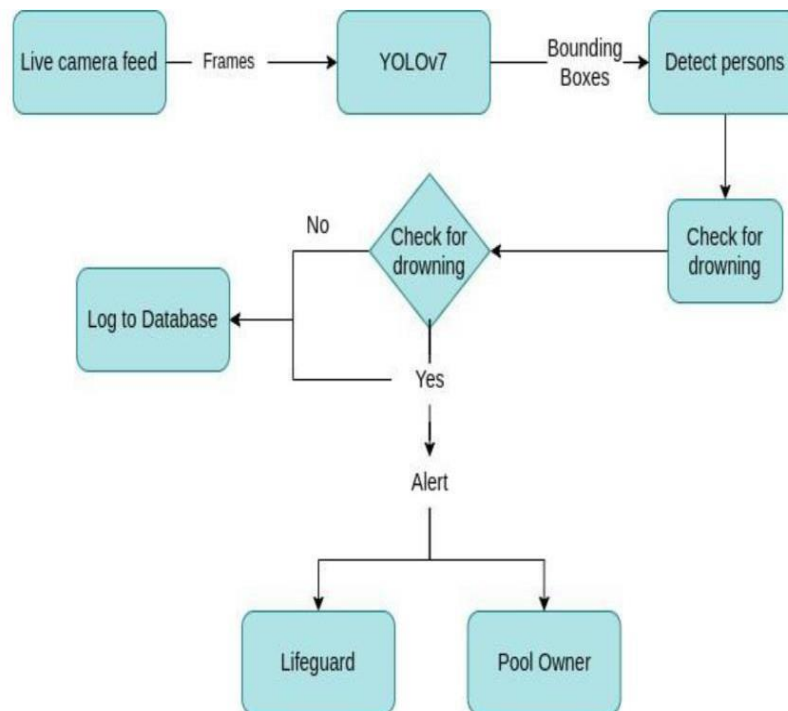 Live camera feed
Frames
YOLOv7
Bounding
Boxes
Detect persons
No
Check for
drowning
Check for
drowning
Log to Database
Yes
Alert
Lifeguard
Pool Owner